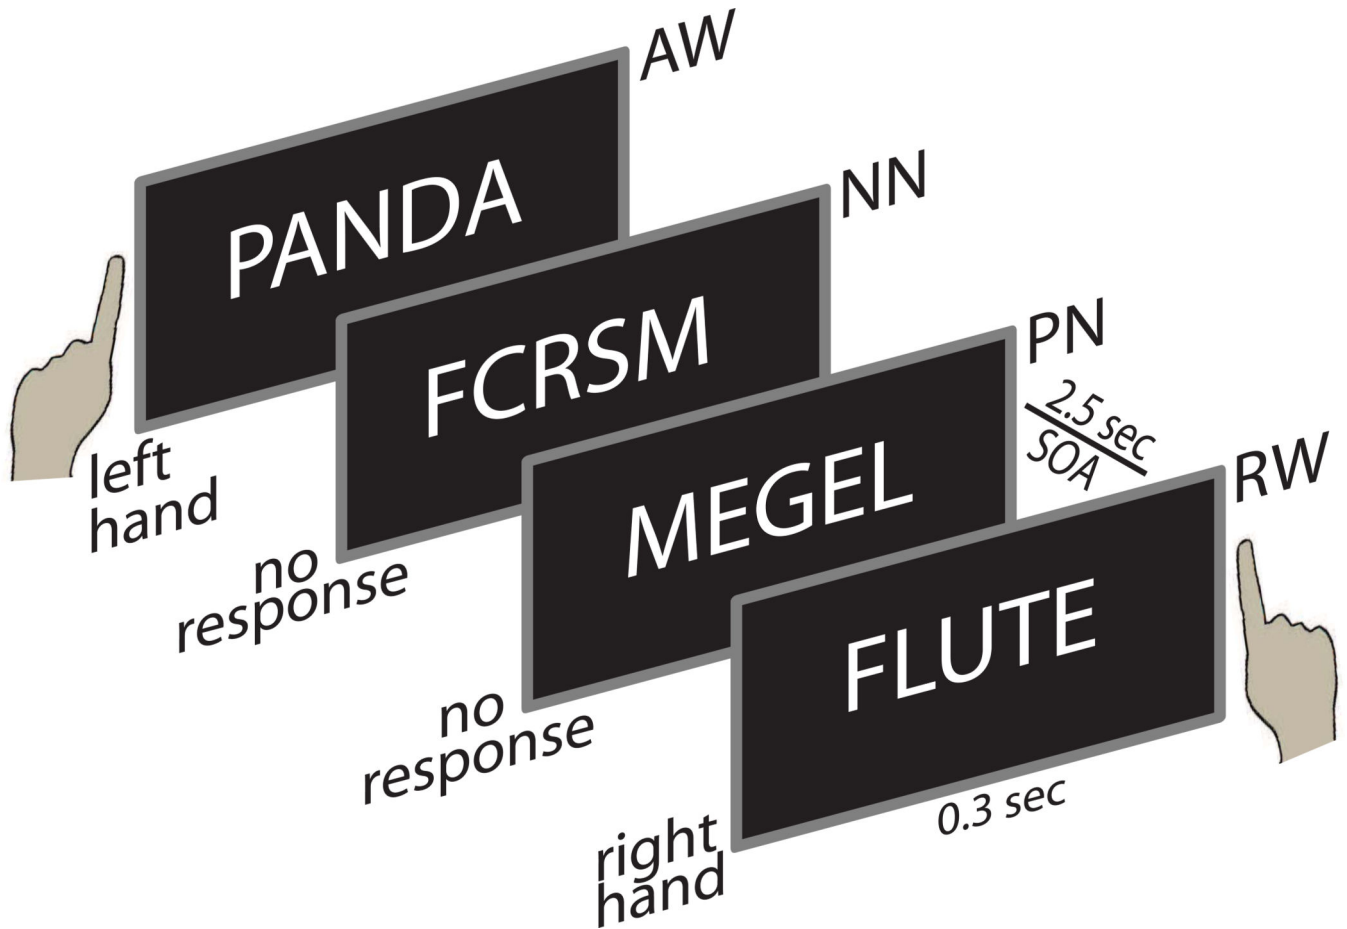 AW
PANDA
left
hand
NN
FCRSM
no
response
PN
MEGEL
no
response
2.5 sec
SOA
RW
FLUTE
right
hand
0.3 sec